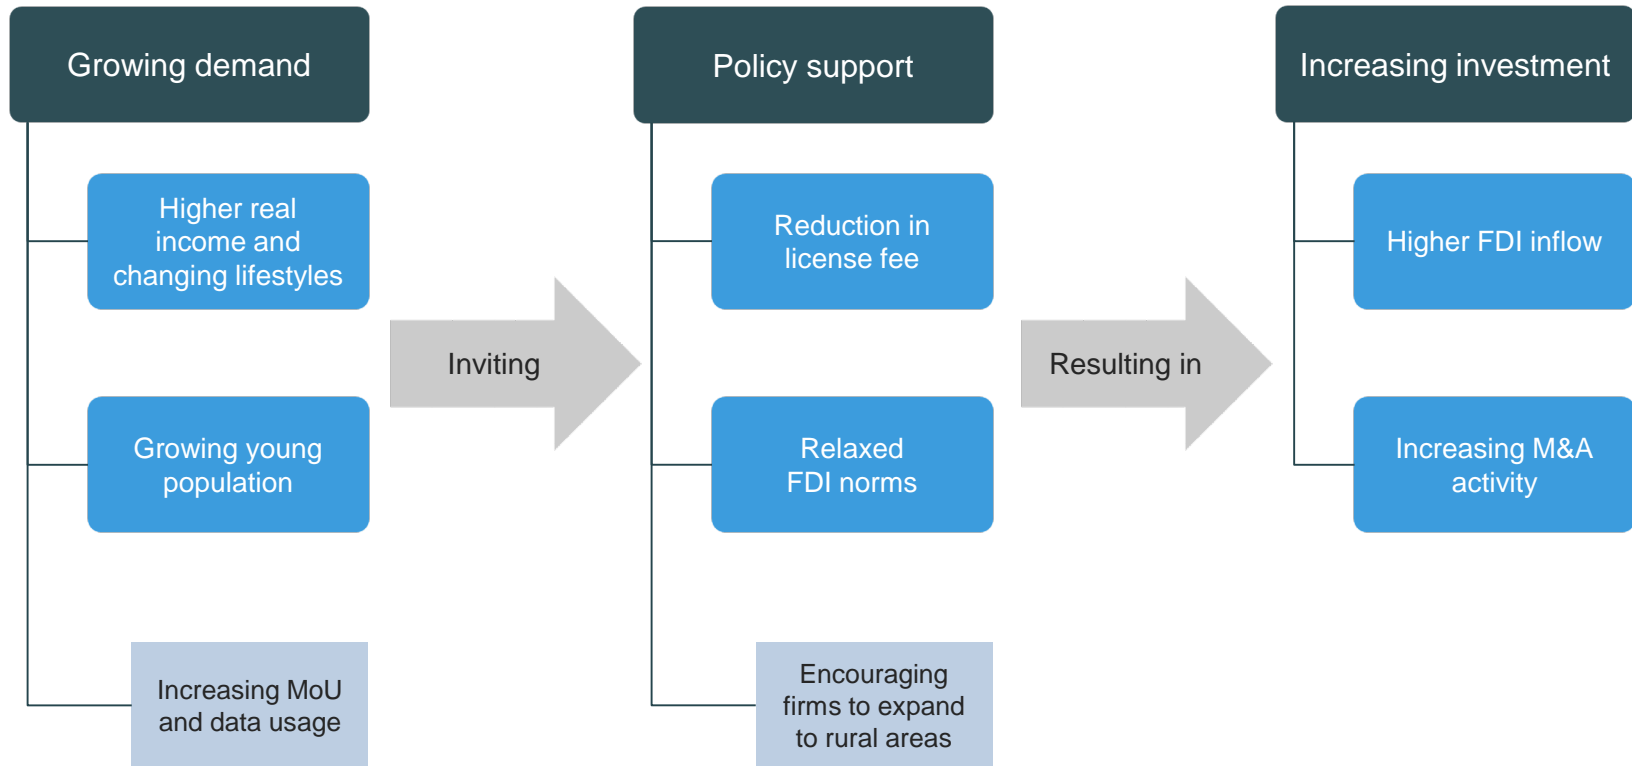 Growing demand
Higher real
income and
changing lifestyles
Growing young
population
Increasing MoU
and data usage
Inviting
Policy support
Reduction in
license fee
Relaxed
FDI norms
Encouraging
firms to expand
to rural areas
Resulting in
Increasing investment
Higher FDI inflow
Increasing M&A
activity